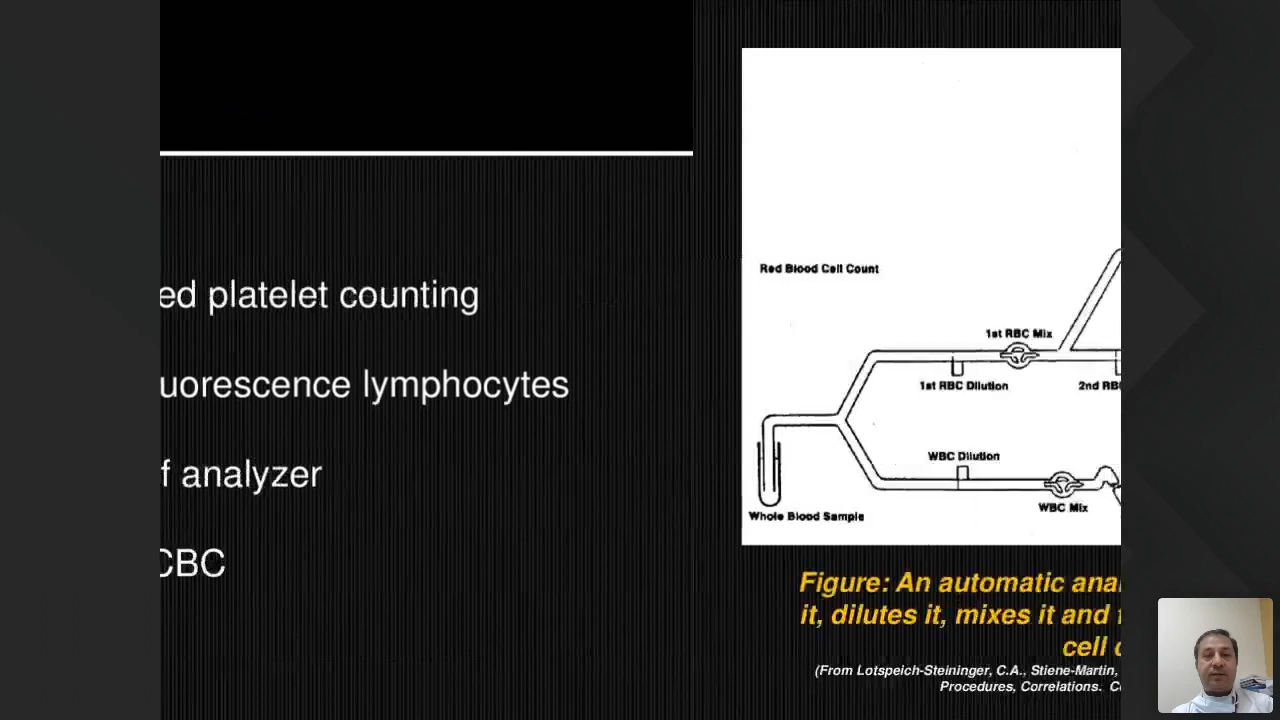 ed platelet counting
uorescence lymphocytes
f analyzer
CBC
Red Blood Cell Count
1st RBC Mix
1st RBC Dilution
2nd RB
WBC Dilution
WBC Mix
Whole Blood Sample
Figure: An automatic ana
it, dilutes it, mixes it and
cell
(From Lotspeich-Steininger, C.A., Stiene-Martin,
Procedures, Correlations.